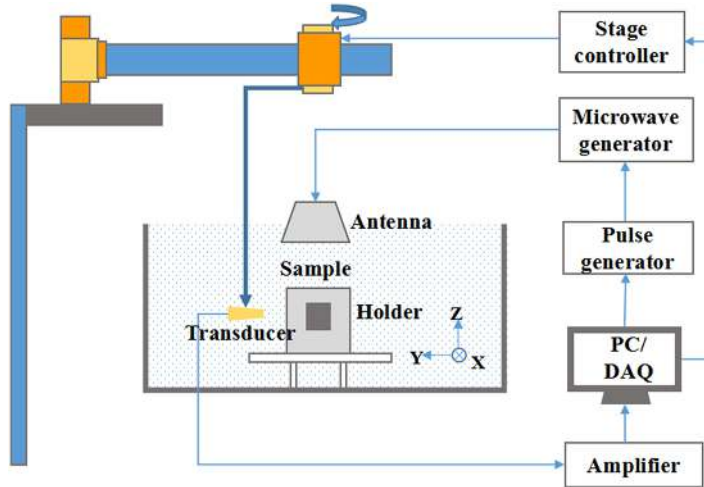 Stage
controller
Microwave
generator
Antenna
Pulse
generator
Sample
Holder
Transducer
Z
Y
X
PC/
DAQ
Amplifier